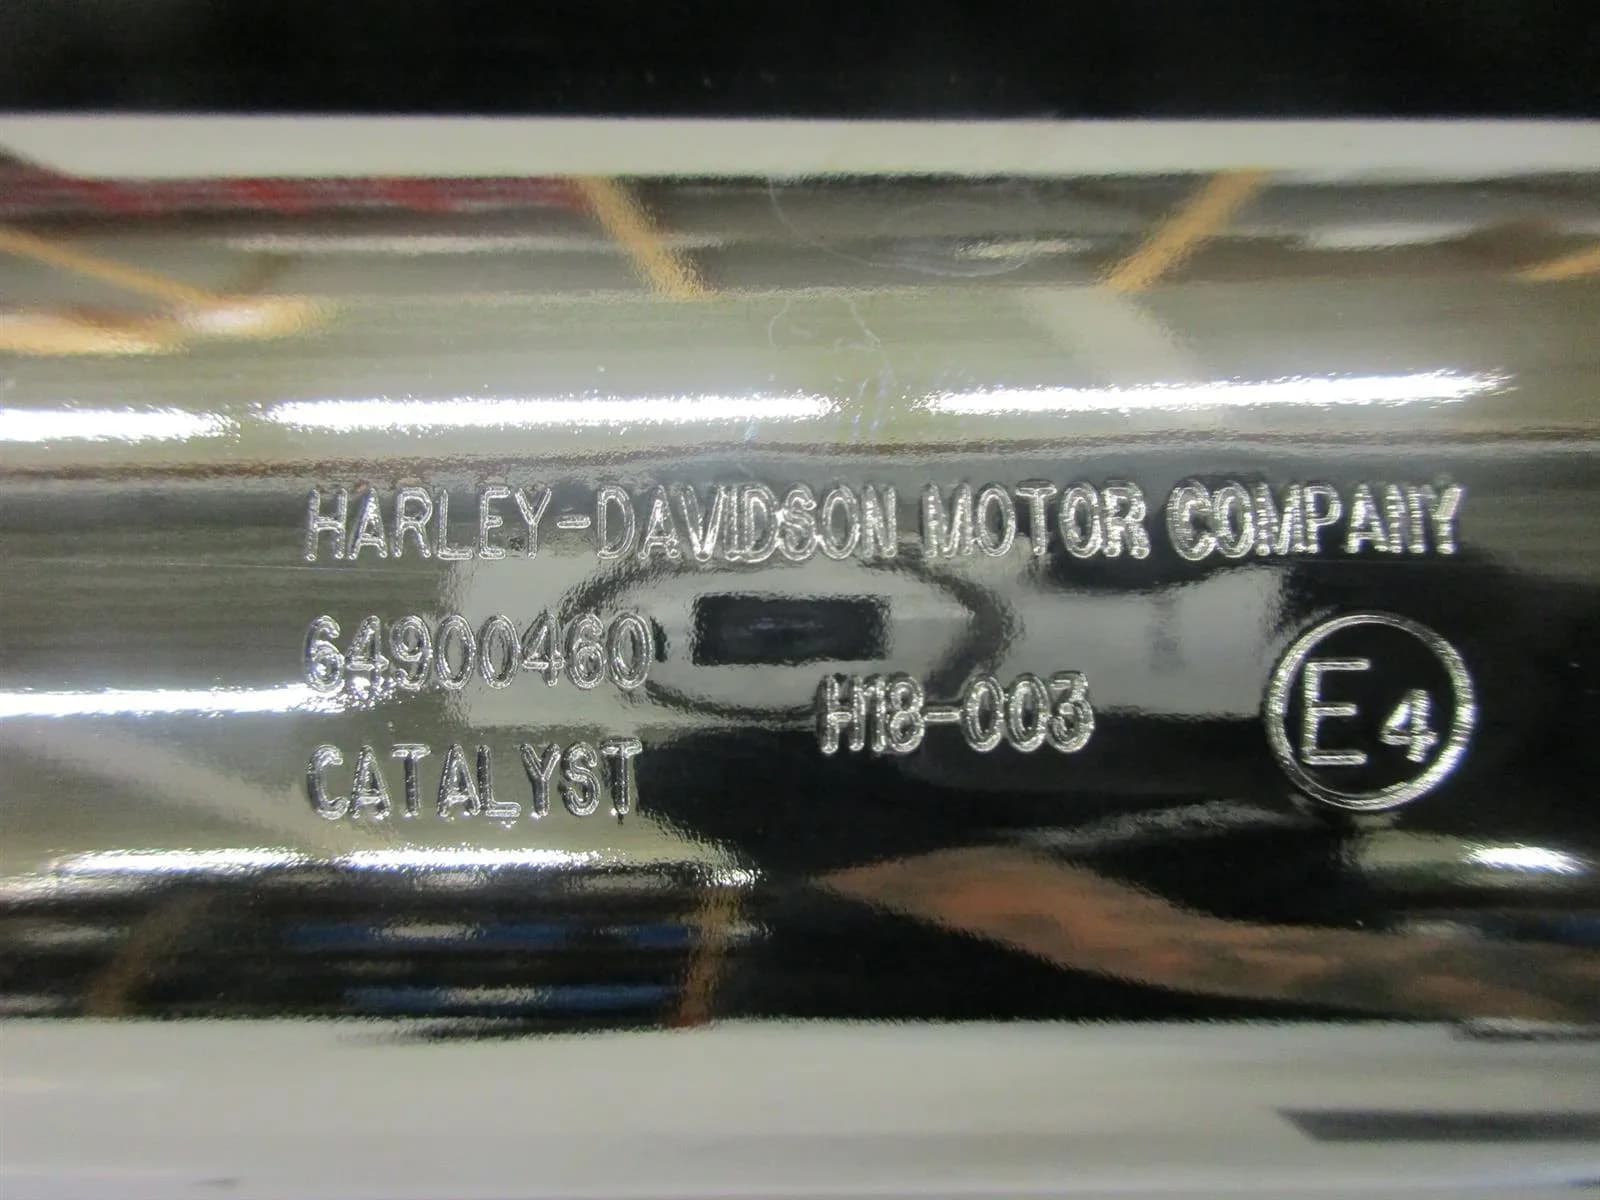 HARLEY-DAVIDSON MOTOR COMPANY
64900460
H18-003
E4
CATALYST